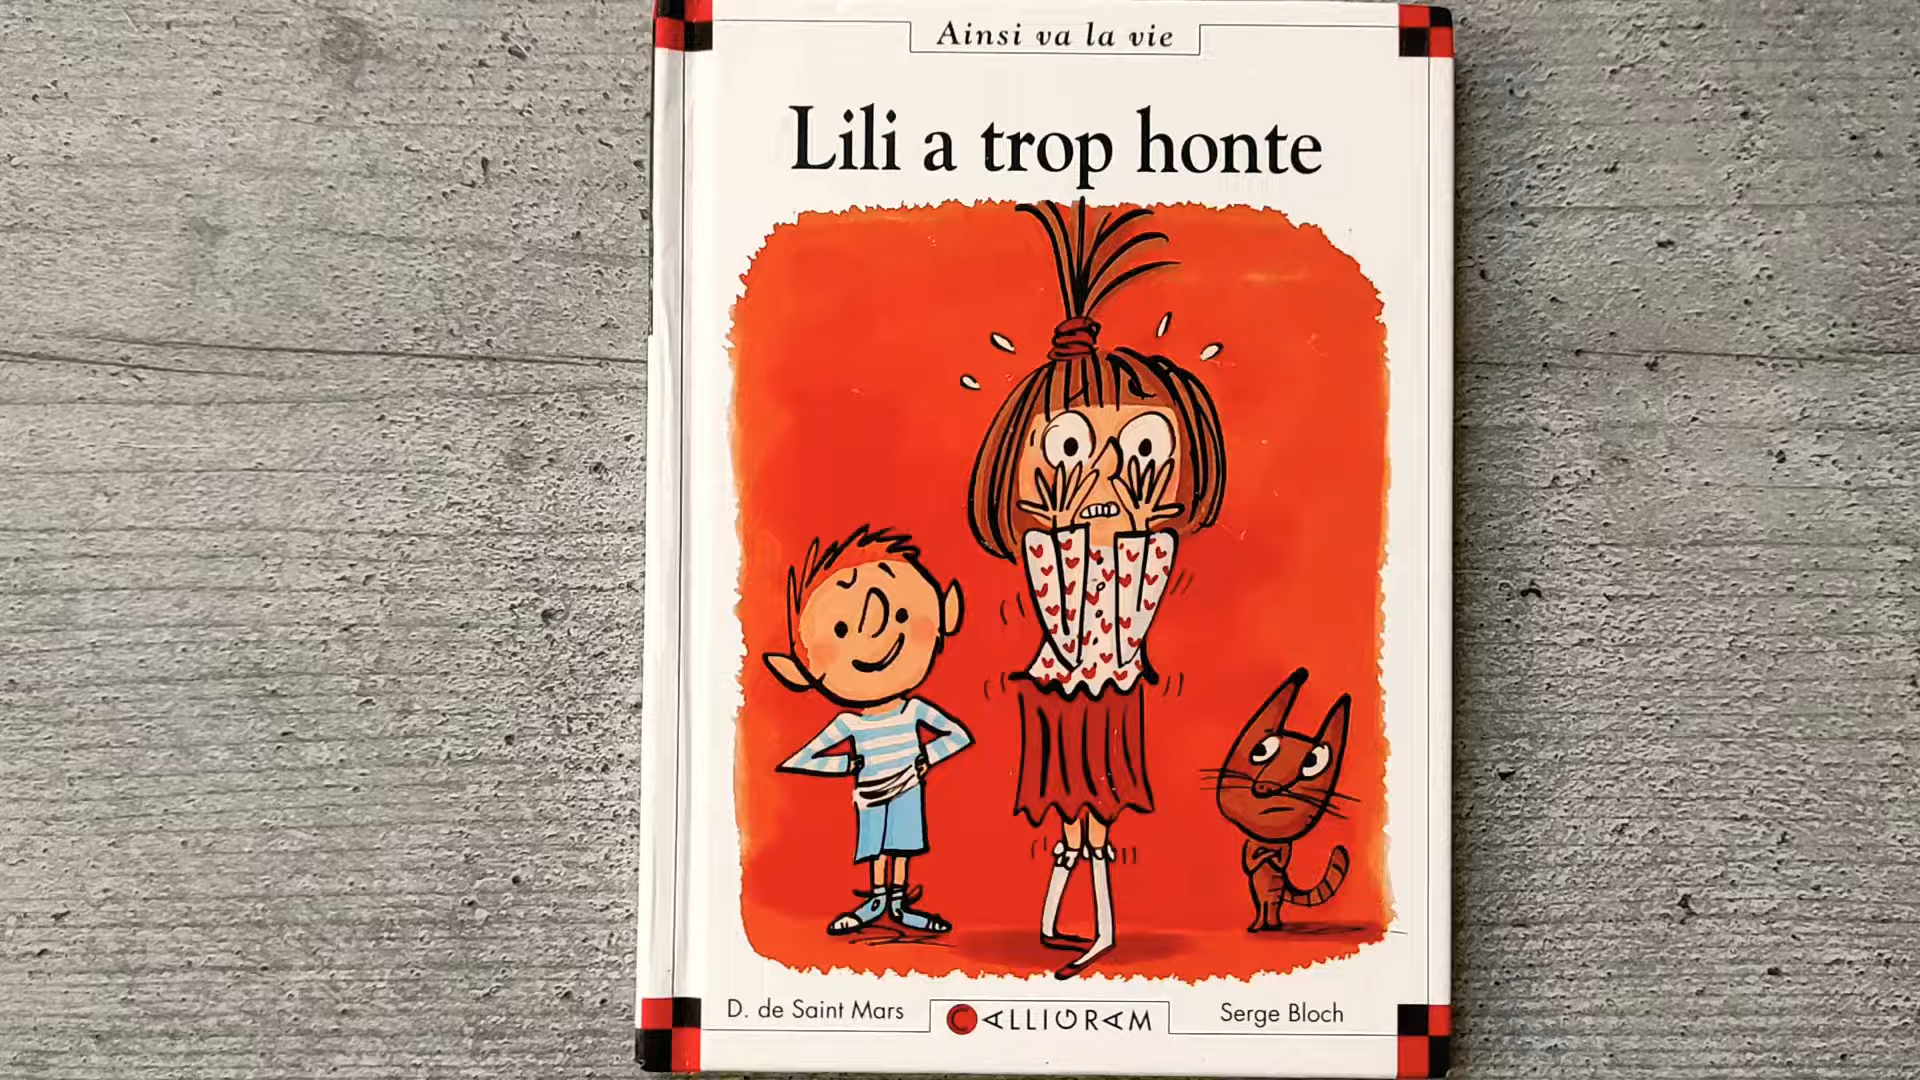 Ainsi va la vie
Lili a trop honte
D. de Saint Mars
CALLIGRAM
Serge Bloch